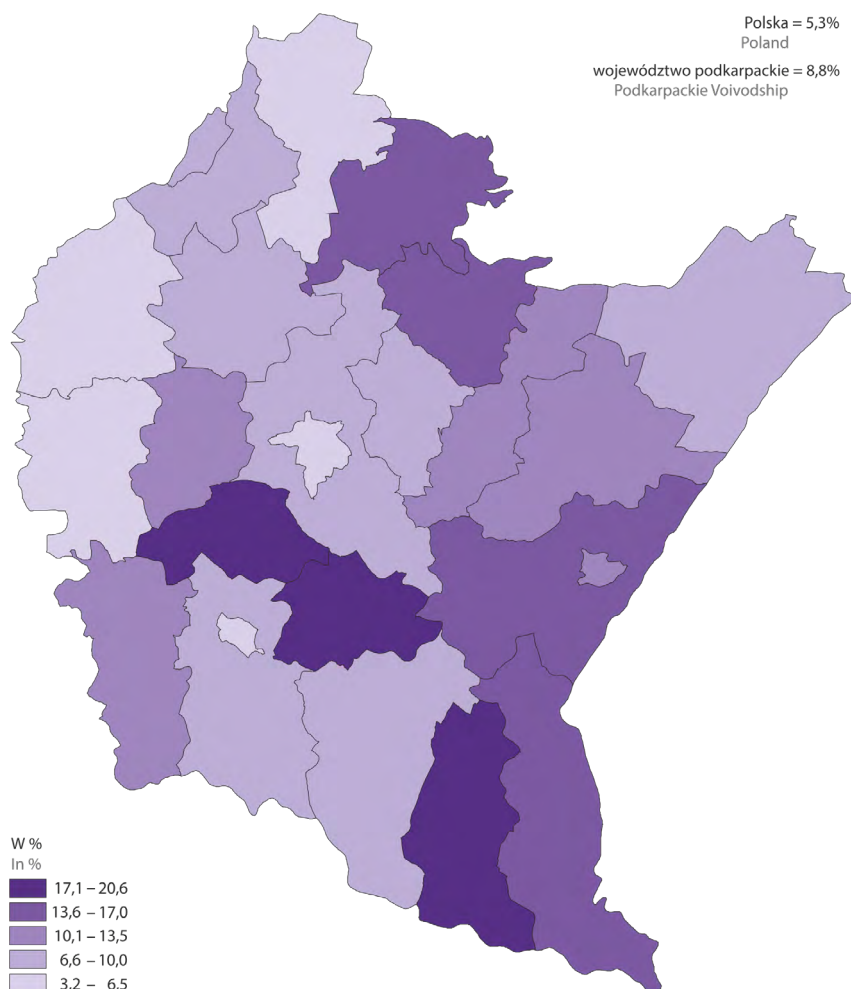 Polska = 5,3%
Poland
województwo podkarpackie = 8,8%
Podkarpackie Voivodship
W %
In %
17,1 – 20,6
13,6 – 17,0
10,1 – 13,5
6,6 – 10,0
3,2 – 6,5